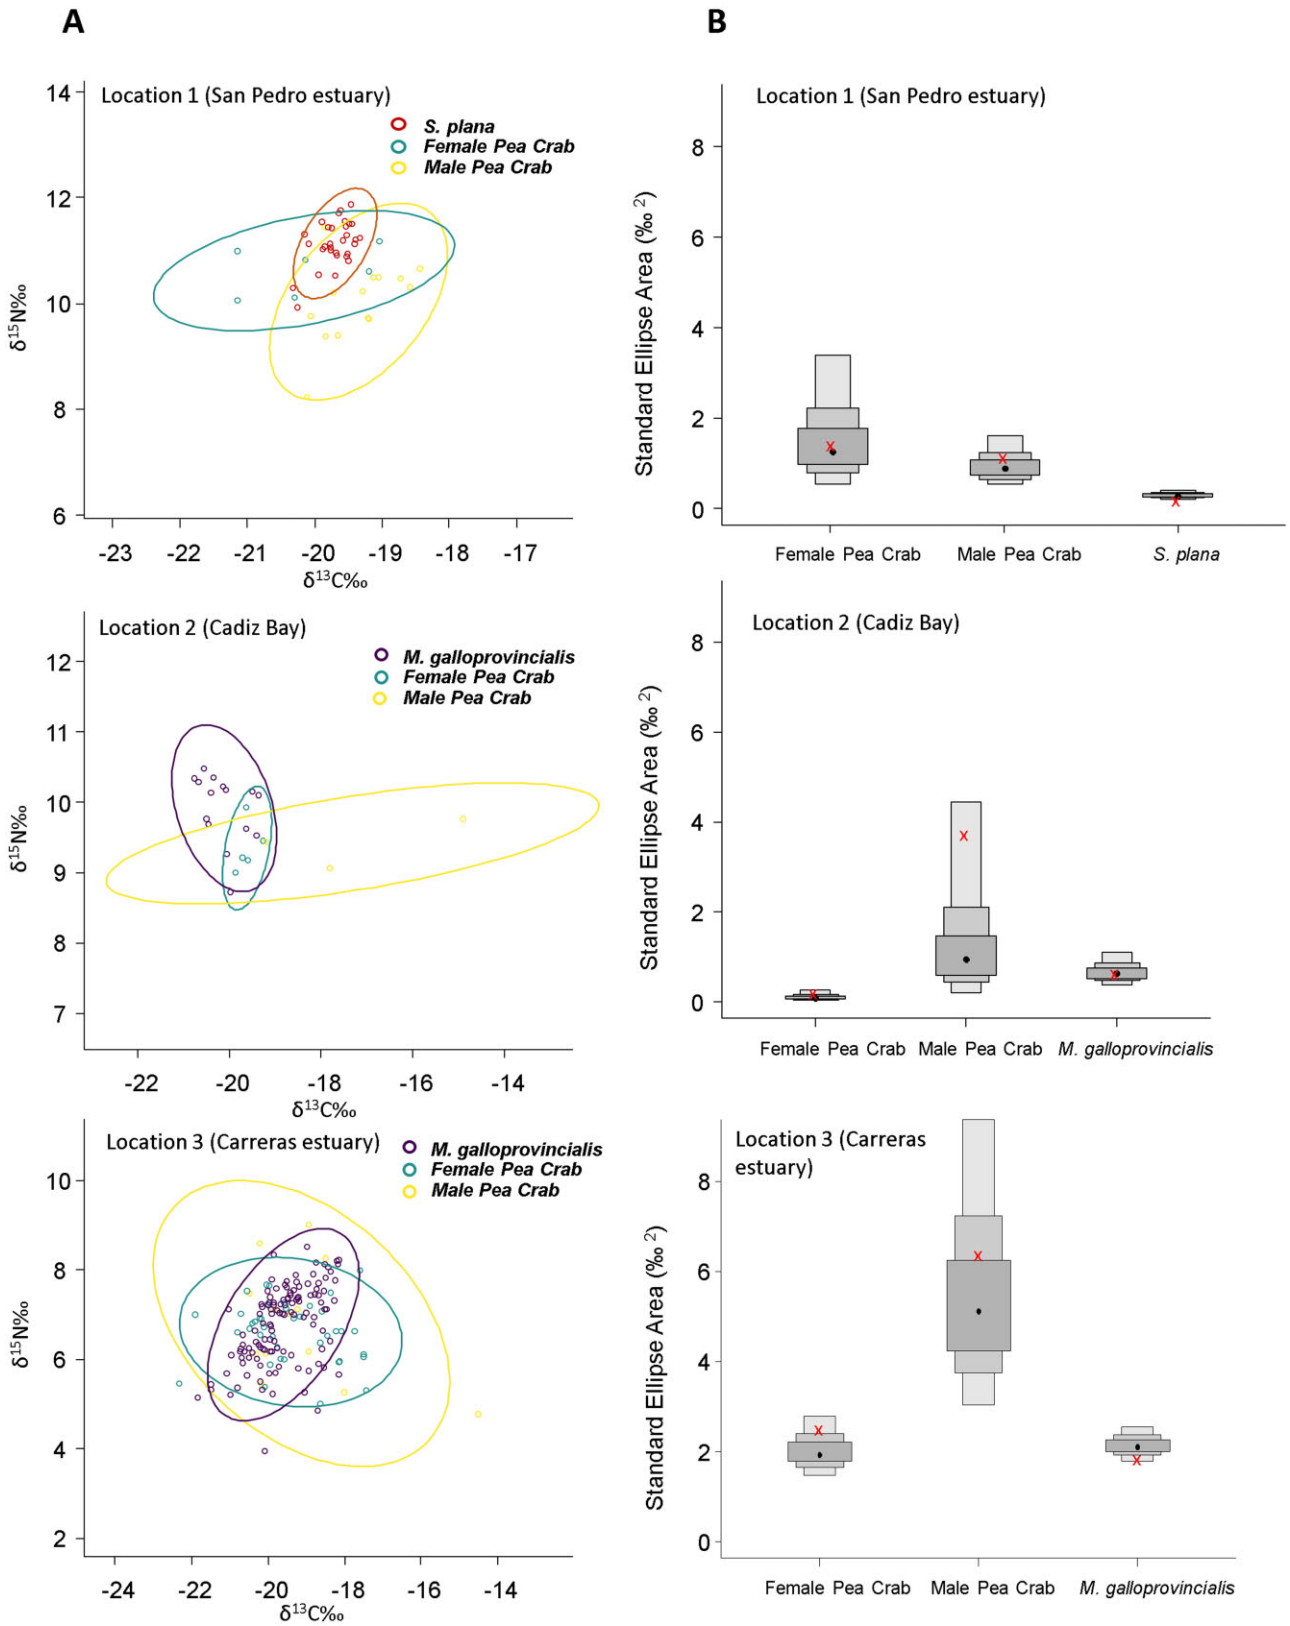 A
B
Location 1 (San Pedro estuary)
S. plana
Female Pea Crab
Male Pea Crab
14
12
10
8
6
δ15N‰
-23 -22 -21 -20 -19 -18 -17
δ13C‰
Location 1 (San Pedro estuary)
8
6
4
2
0
Standard Ellipse Area (‰ 2)
Female Pea Crab Male Pea Crab S. plana
Location 2 (Cadiz Bay)
M. galloprovincialis
Female Pea Crab
Male Pea Crab
12
11
10
9
8
7
δ15N‰
-22 -20 -18 -16 -14
δ13C‰
Location 2 (Cadiz Bay)
8
6
4
2
0
Standard Ellipse Area (‰ 2)
Female Pea Crab Male Pea Crab M. galloprovincialis
Location 3 (Carreras estuary)
M. galloprovincialis
Female Pea Crab
Male Pea Crab
10
8
6
4
2
δ15N‰
-24 -22 -20 -18 -16 -14
δ13C‰
Location 3 (Carreras
estuary)
8
6
4
2
0
Standard Ellipse Area (‰ 2)
Female Pea Crab Male Pea Crab M. galloprovincialis